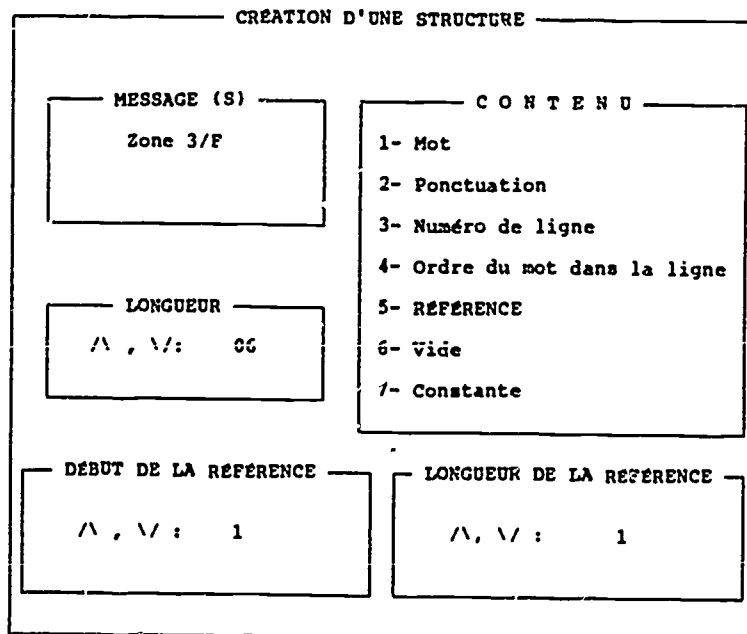 CRÉATION D'UNE STRUCTURE
MESSAGE (S)
Zone 3/F
C O N T E N U
1- Mot
2- Ponctuation
3- Numéro de ligne
4- Ordre du mot dans la ligne
5- RÉFÉRENCE
6- Vide
7- Constante
LONGUEUR
/\ , \/:
DÉBUT DE LA RÉFÉRENCE
/\ , \/ : 1
LONGUEUR DE LA RÉFÉRENCE
/\, \/ : 1